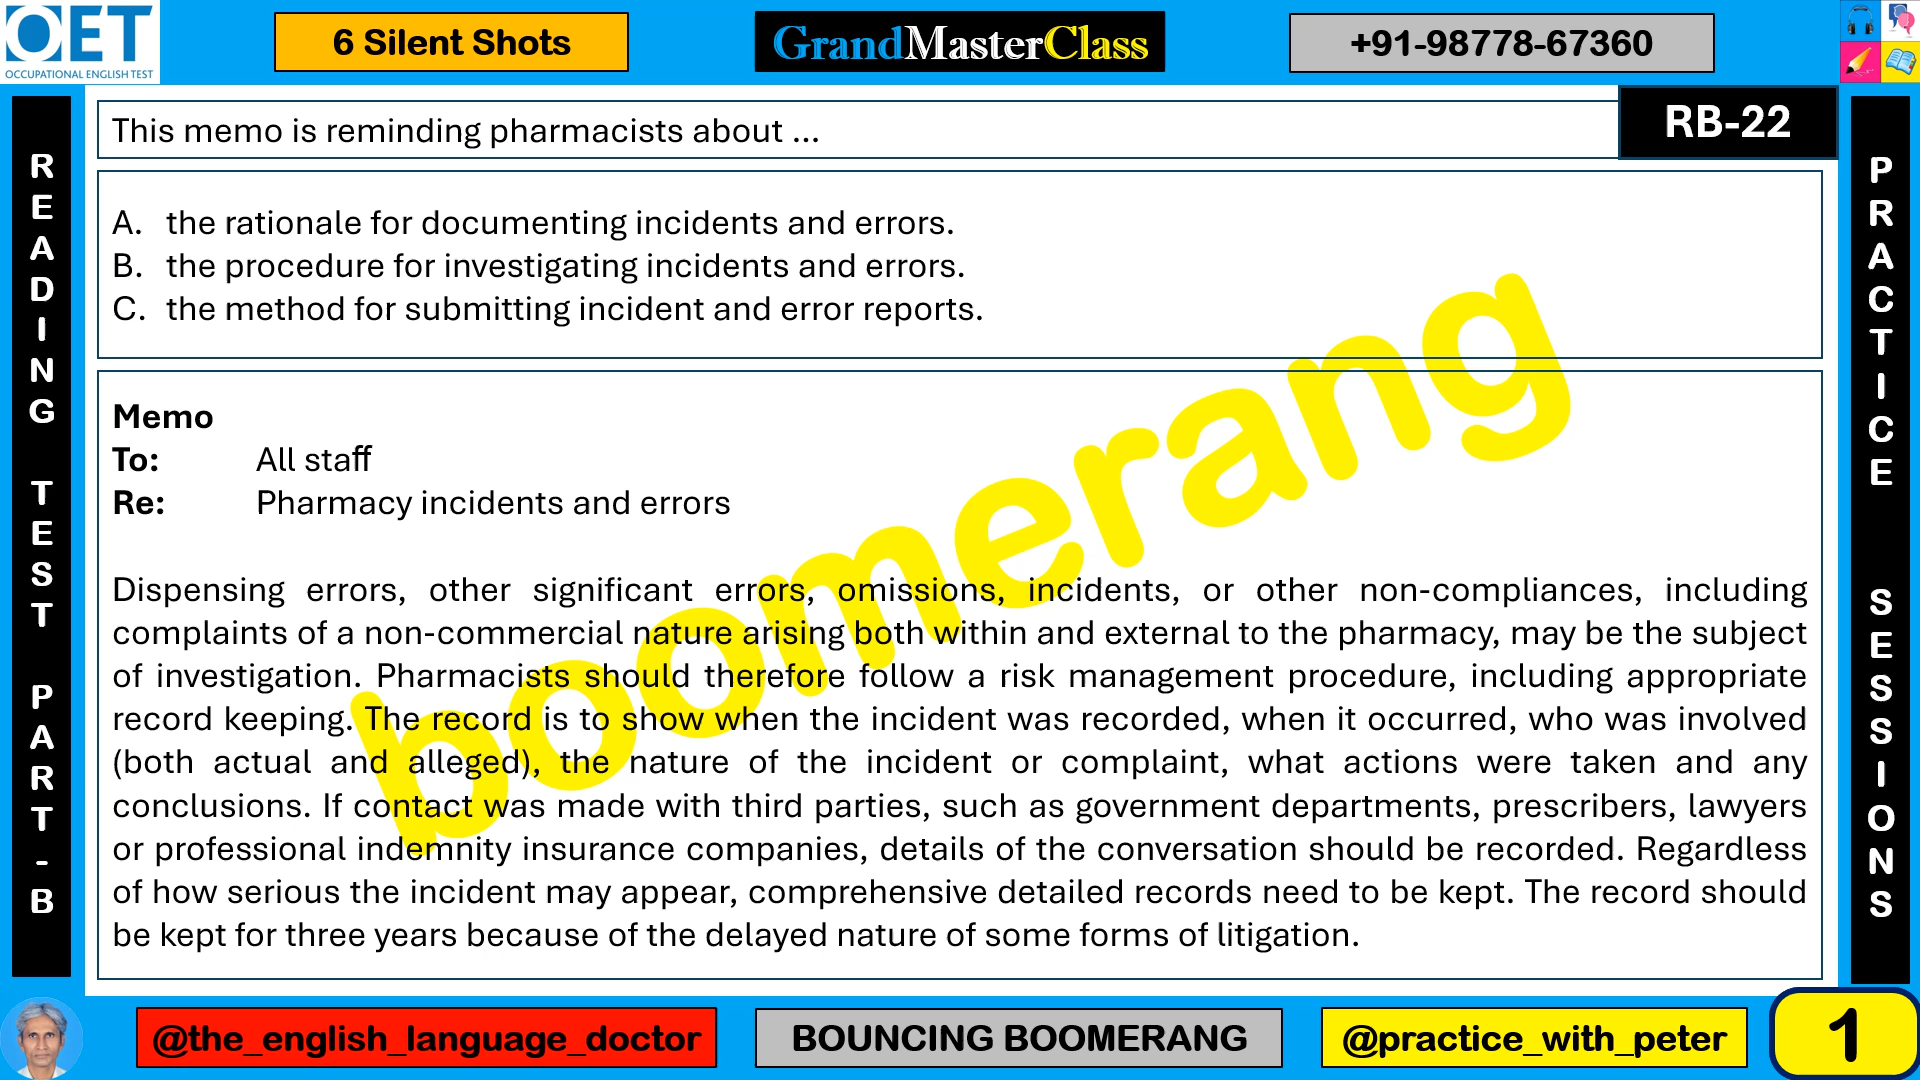 OET
OCCUPATIONAL ENGLISH TEST
6 Silent Shots
GrandMasterClass
+91-98778-67360
READING TEST PART-B
This memo is reminding pharmacists about ...
RB-22
A. the rationale for documenting incidents and errors.
B. the procedure for investigating incidents and errors.
C. the method for submitting incident and error reports.
boomerang
Memo
To: All staff
Re: Pharmacy incidents and errors
Dispensing errors, other significant errors, omissions, incidents, or other non-compliances, including
complaints of a non-commercial nature arising both within and external to the pharmacy, may be the subject
of investigation. Pharmacists should therefore follow a risk management procedure, including appropriate
record keeping. The record is to show when the incident was recorded, when it occurred, who was involved
(both actual and alleged), the nature of the incident or complaint, what actions were taken and any
conclusions. If contact was made with third parties, such as government departments, prescribers, lawyers
or professional indemnity insurance companies, details of the conversation should be recorded. Regardless
of how serious the incident may appear, comprehensive detailed records need to be kept. The record should
be kept for three years because of the delayed nature of some forms of litigation.
PRACTICE SESSIONS
@the_english_language_doctor
BOUNCING BOOMERANG
@practice_with_peter
1